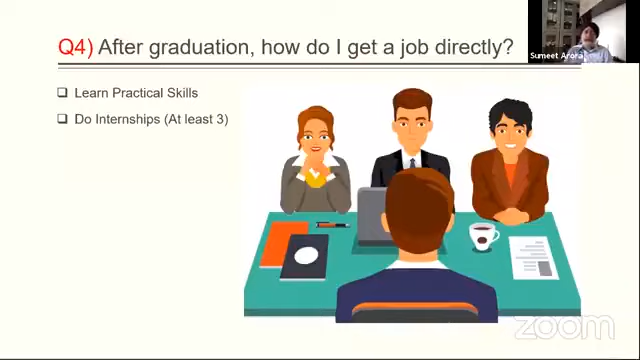 Q4) After graduation, how do I get a job directly?
Sumeet Arora
Learn Practical Skills
Do Internships (At least 3)
zoom